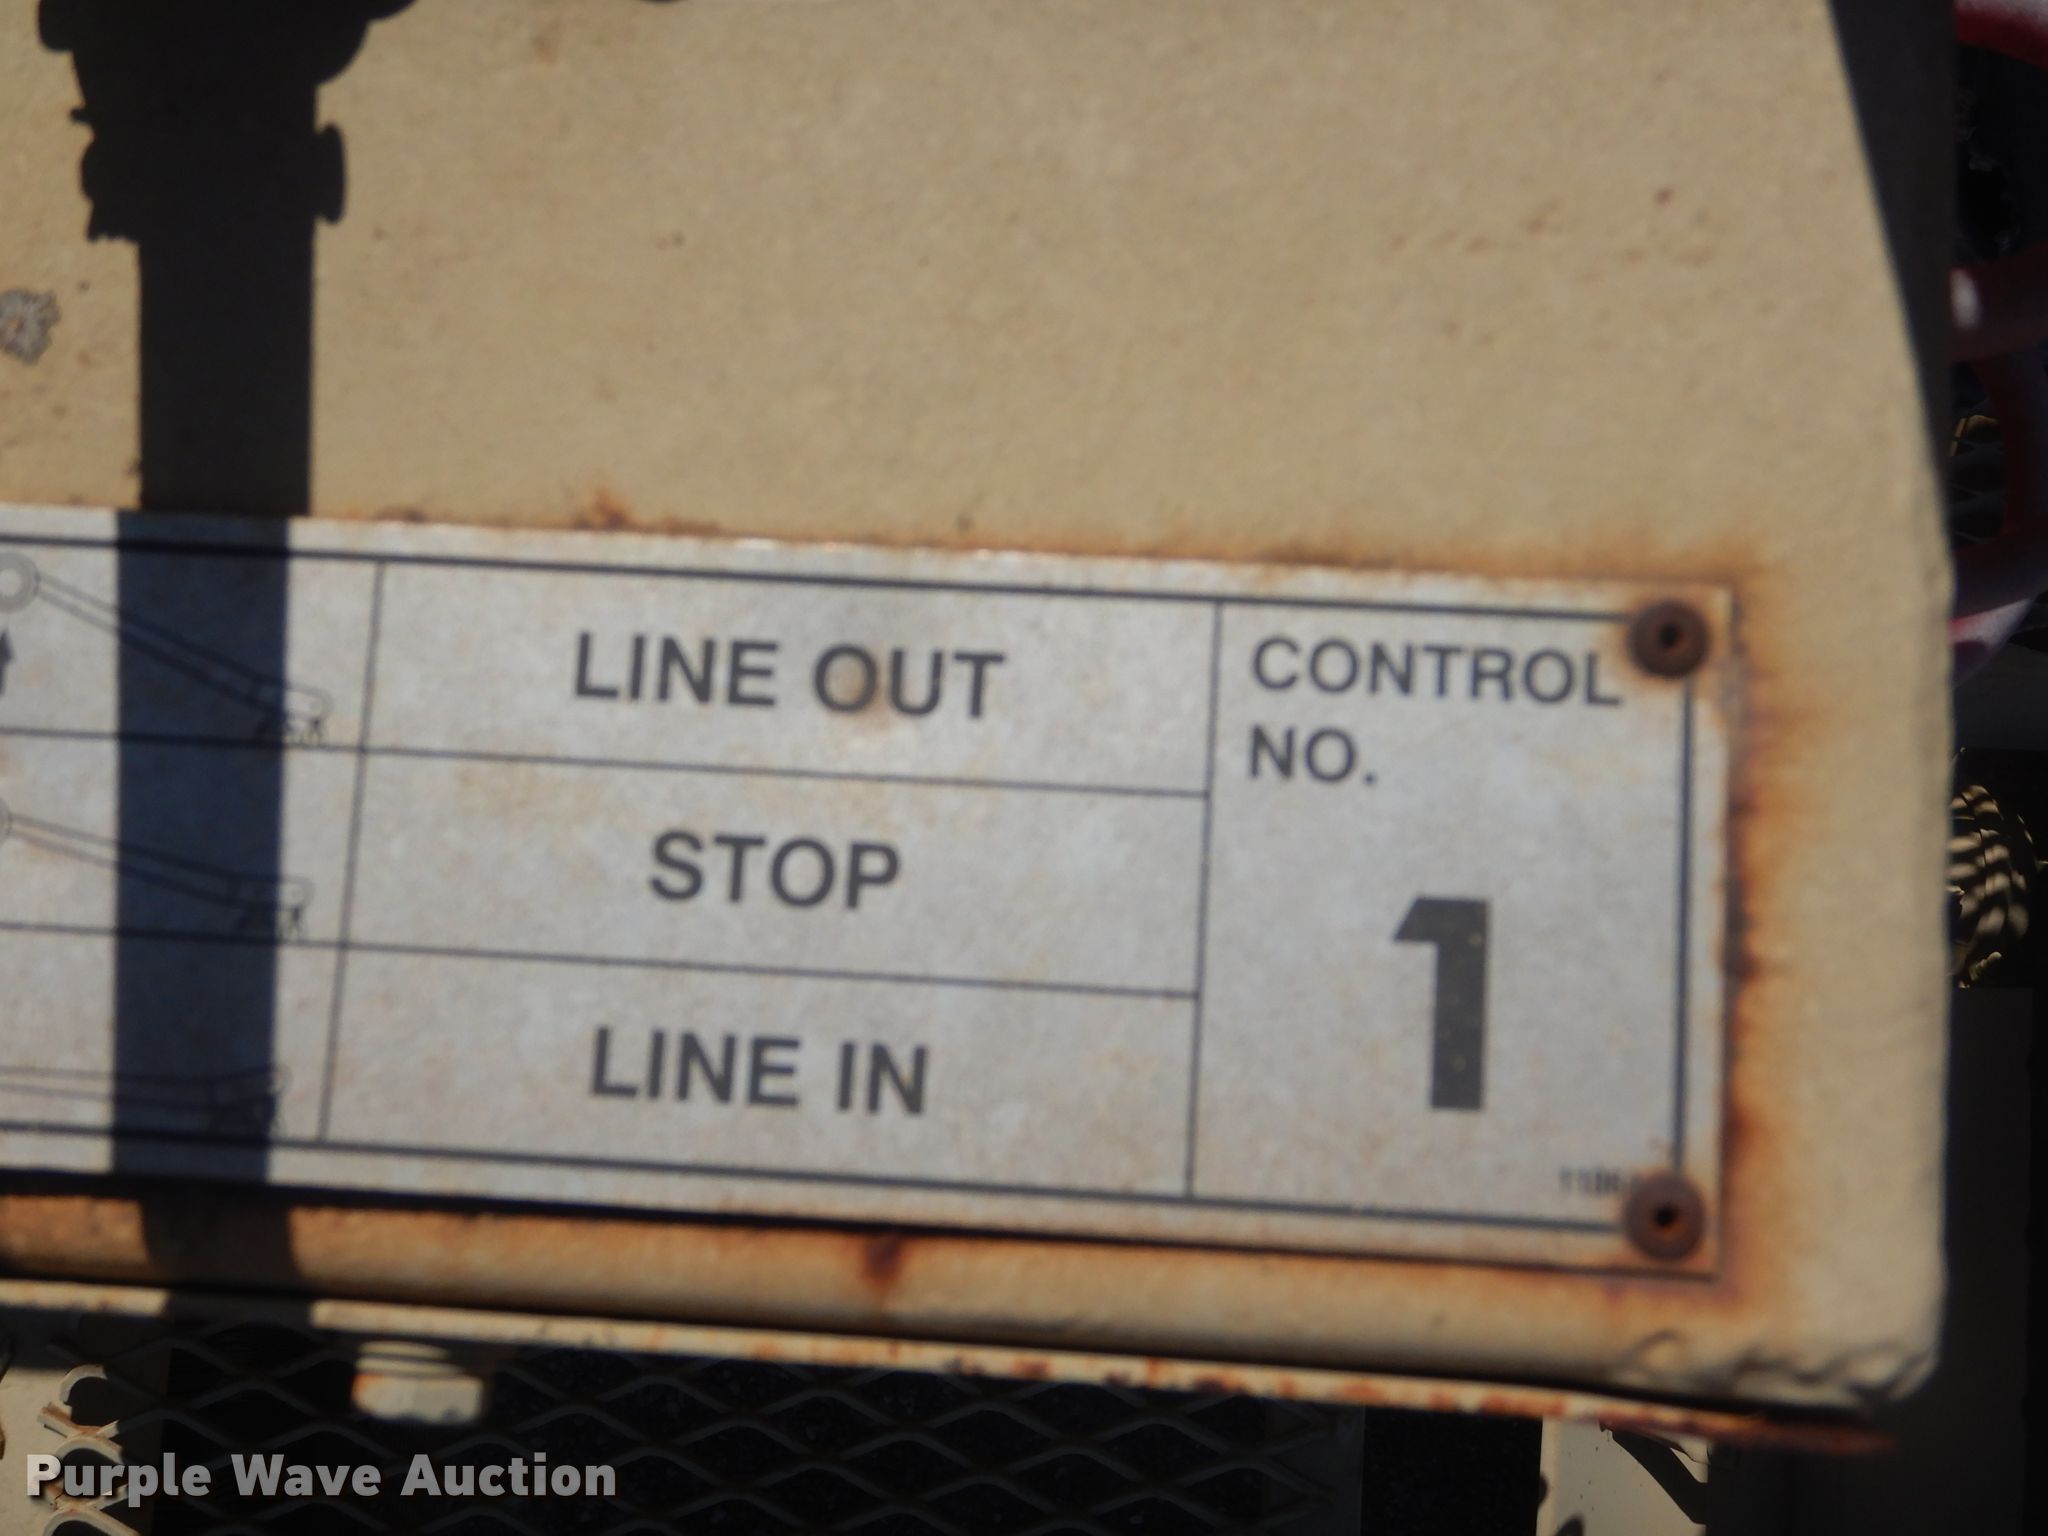 LINE OUT
STOP
LINE IN
CONTROL
NO.
1
Purple Wave Auction